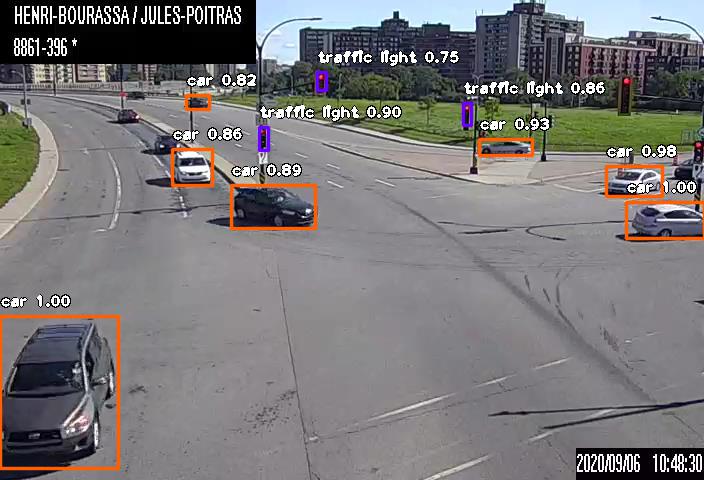 HENRI-BOURASSA / JULES-POITRAS
8861-396 *
traffic light 0.75
car 0.82
traffic light 0.86
traffic light 0.90
car 0.93
car 0.86
car 0.98
car 0.89
car 1.00
car 1.00
2020/09/06 10:48:30